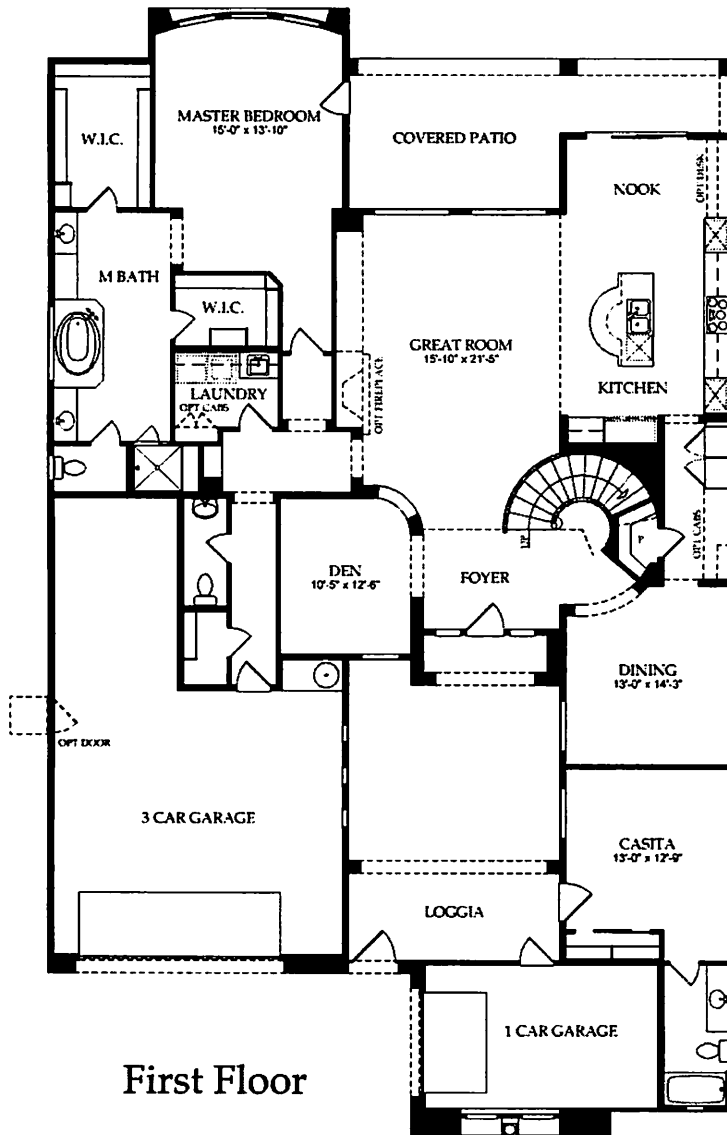 MASTER BEDROOM
15'-0" x 13'-10"
W.I.C.
COVERED PATIO
NOOK
OPT DESK
M BATH
W.I.C.
GREAT ROOM
15'-10" x 21'-5"
LAUNDRY
OPT CABS
OPT FIREPLACE
KITCHEN
UP
P
OPT CABS
DEN
10'-5" x 12'-6"
FOYER
DINING
13'-0" x 14'-3"
OPT DOOR
3 CAR GARAGE
CASITA
13'-0" x 12'-9"
LOGGIA
1 CAR GARAGE
First Floor